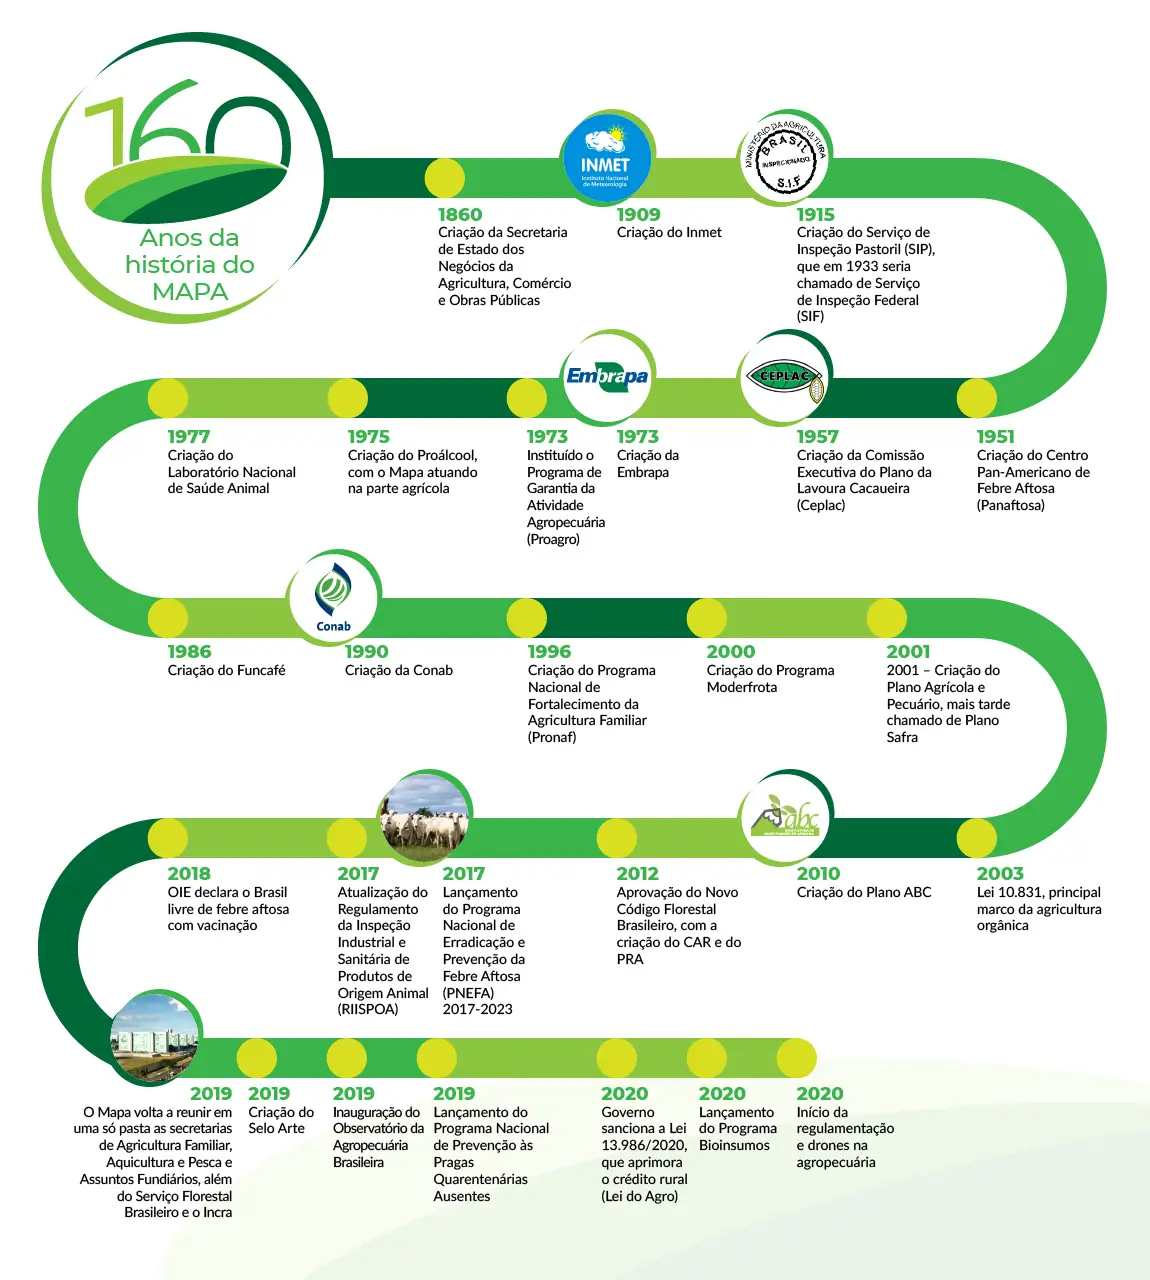 160
Anos da
história do
MAPA
INMET
Instituto Nacional
de Meteorologia
MINISTÉRIO DA AGRICULTURA
BRASIL
INSPECIONADO
S.I.F
1860
Criação da Secretaria
de Estado dos
Negócios da
Agricultura, Comércio
e Obras Públicas
1909
Criação do Inmet
1915
Criação do Serviço de
Inspeção Pastoril (SIP),
que em 1933 seria
chamado de Serviço
de Inspeção Federal
(SIF)
Embrapa
CEPLAC
1977
Criação do
Laboratório Nacional
de Saúde Animal
1975
Criação do Proálcool,
com o Mapa atuando
na parte agrícola
1973
Instituído o
Programa de
Garantia da
Atividade
Agropecuária
(Proagro)
1973
Criação da
Embrapa
1957
Criação da Comissão
Executiva do Plano da
Lavoura Cacaueira
(Ceplac)
1951
Criação do Centro
Pan-Americano de
Febre Aftosa
(Panaftosa)
Conab
1986
Criação do Funcafé
1990
Criação da Conab
1996
Criação do Programa
Nacional de
Fortalecimento da
Agricultura Familiar
(Pronaf)
2000
Criação do Programa
Moderfrota
2001
2001 – Criação do
Plano Agrícola e
Pecuário, mais tarde
chamado de Plano
Safra
abc
2018
OIE declara o Brasil
livre de febre aftosa
com vacinação
2017
Atualização do
Regulamento
da Inspeção
Industrial e
Sanitária de
Produtos de
Origem Animal
(RIISPOA)
2017
Lançamento
do Programa
Nacional de
Erradicação e
Prevenção da
Febre Aftosa
(PNEFA)
2017-2023
2012
Aprovação do Novo
Código Florestal
Brasileiro, com a
criação do CAR e do
PRA
2010
Criação do Plano ABC
2003
Lei 10.831, principal
marco da agricultura
orgânica
2019
O Mapa volta a reunir em
uma só pasta as secretarias
de Agricultura Familiar,
Aquicultura e Pesca e
Assuntos Fundiários, além
do Serviço Florestal
Brasileiro e o Incra
2019
Criação do
Selo Arte
2019
Inauguração do
Observatório da
Agropecuária
Brasileira
2019
Lançamento do
Programa Nacional
de Prevenção às
Pragas
Quarentenárias
Ausentes
2020
Governo
sanciona a Lei
13.986/2020,
que aprimora
o crédito rural
(Lei do Agro)
2020
Lançamento
do Programa
Bioinsumos
2020
Início da
regulamentação
e drones na
agropecuária